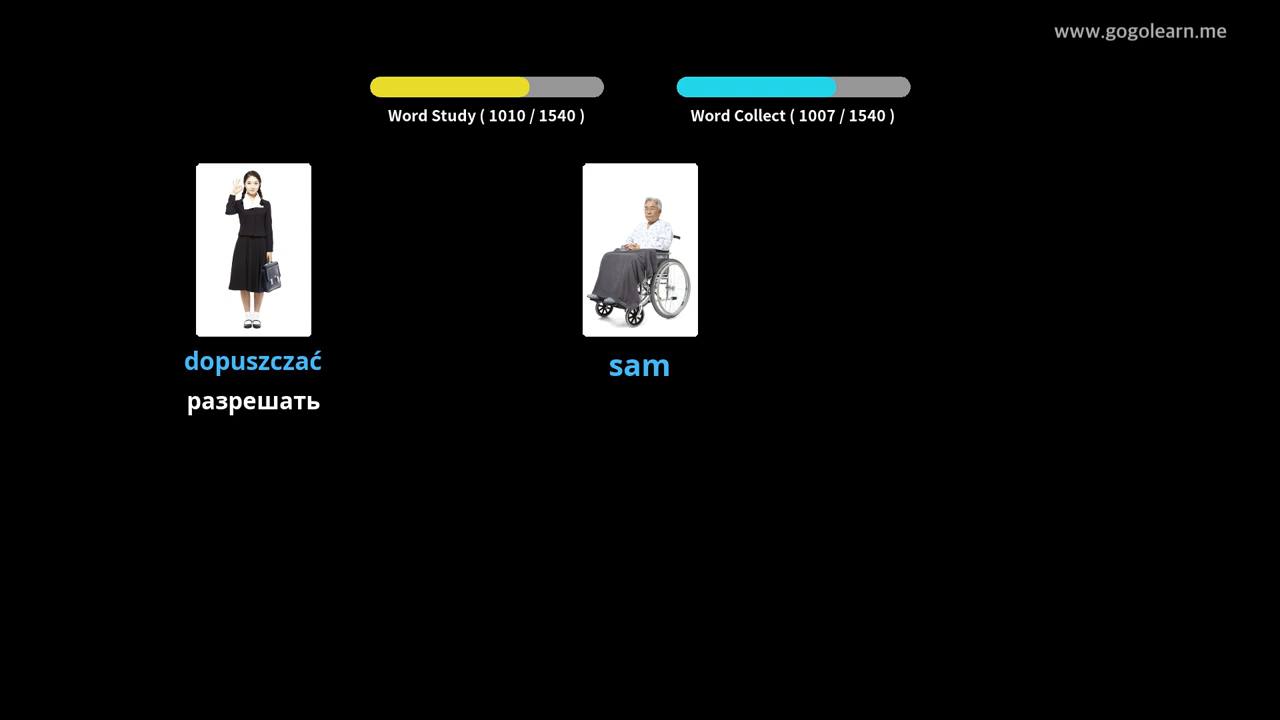 www.gogolearn.me
Word Study ( 1010 / 1540 )
Word Collect ( 1007 / 1540 )
dopuszczać
разрешать
sam